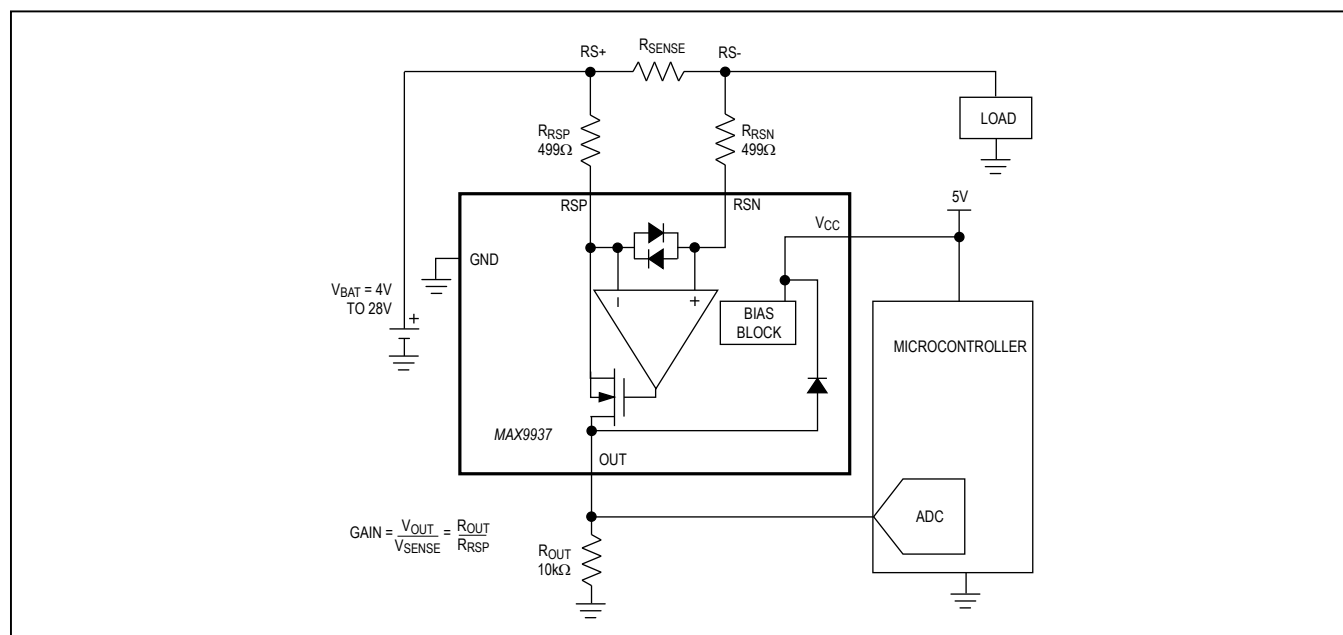 RS+
RSENSE
RS-
LOAD
RRSP
499Ω
RRSN
499Ω
RSP
RSN
5V
VCC
GND
VBAT = 4V
TO 28V
+
-
+
BIAS
BLOCK
MICROCONTROLLER
MAX9937
OUT
ADC
GAIN = VOUT / VSENSE = ROUT / RRSP
ROUT
10kΩ